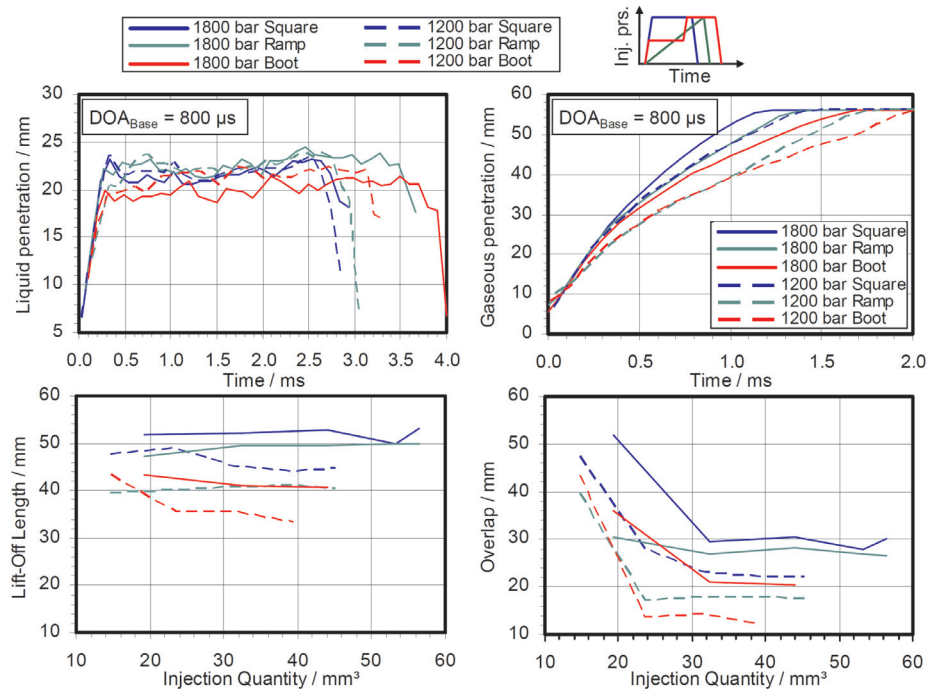 1800 bar Square
1200 bar Square
1800 bar Ramp
1200 bar Ramp
1800 bar Boot
1200 bar Boot
Inj. prs.
Time
Liquid penetration / mm
30
25
20
15
10
5
DOABase = 800 µs
0.0 0.5 1.0 1.5 2.0 2.5 3.0 3.5 4.0
Time / ms
Gaseous penetration / mm
60
50
40
30
20
10
0
DOABase = 800 µs
1800 bar Square
1800 bar Ramp
1800 bar Boot
1200 bar Square
1200 bar Ramp
1200 bar Boot
0.0 0.5 1.0 1.5 2.0
Time / ms
Lift-Off Length / mm
60
50
40
30
20
10
10 20 30 40 50 60
Injection Quantity / mm³
Overlap / mm
60
50
40
30
20
10
10 20 30 40 50 60
Injection Quantity / mm³